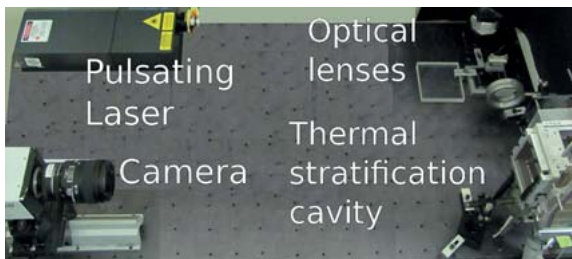 Optical
lenses
Pulsating
Laser
Thermal
stratification
cavity
Camera